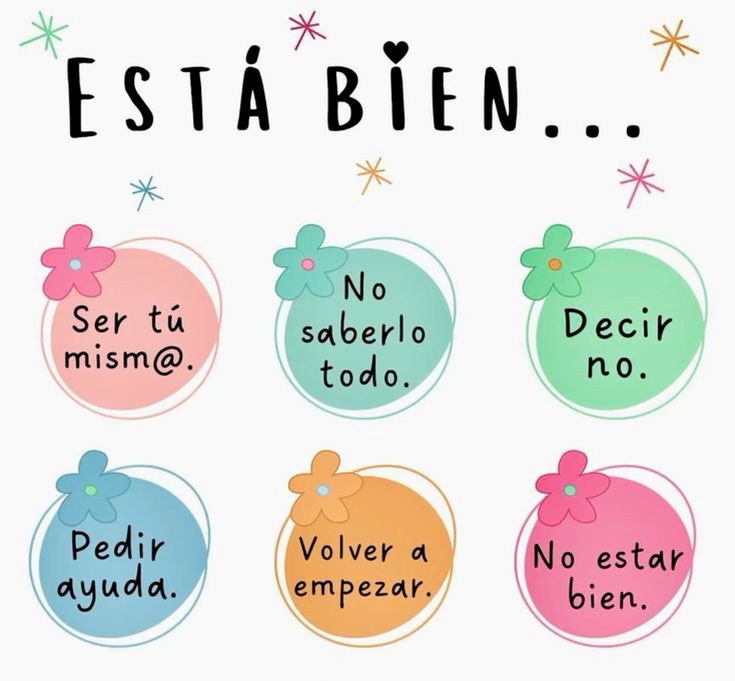 ESTÁ BIEN...
Ser tú
mism@.
No
saberlo
todo.
Decir
no.
Pedir
ayuda.
Volver a
empezar.
No estar
bien.